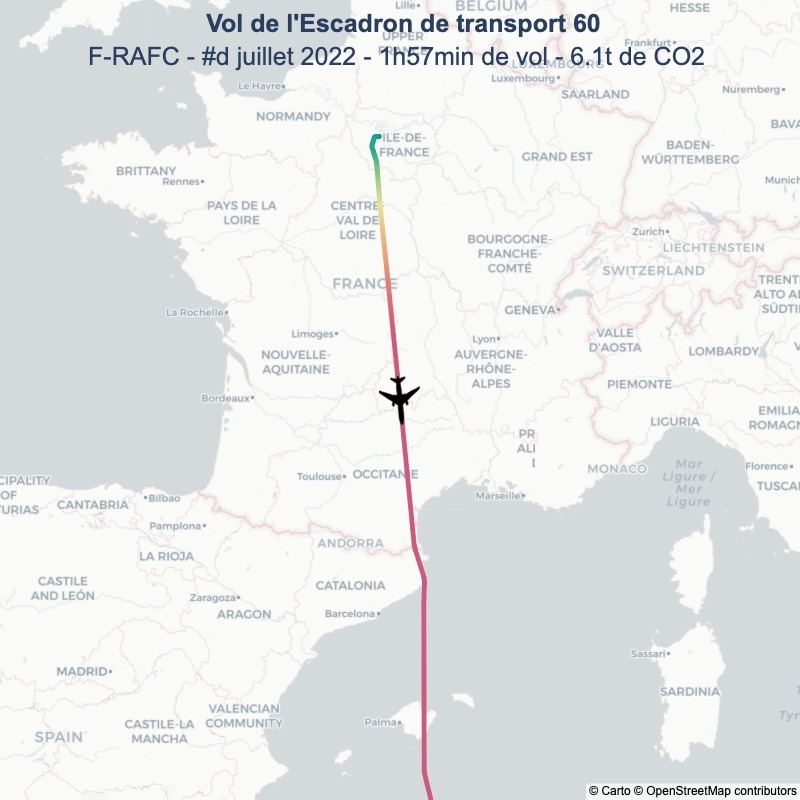 Vol de l'Escadron de transport 60
F-RAFC - #d juillet 2022 - 1h57min de vol - 6.1t de CO2
Lille
BELGIUM
HESSE
UPPER
FRANCE
Frankfurt
LUXEMBOURG
Luxembourg
SAARLAND
Nuremberg
Le Havre
NORMANDY
ILE-DE-
FRANCE
GRAND EST
BADEN-
WÜRTTEMBERG
BAVA
BRITTANY
Rennes
Munich
PAYS DE LA
LOIRE
CENTRE-
VAL DE
LOIRE
BOURGOGNE-
FRANCHE-
COMTÉ
Zurich
LIECHTENSTEIN
SWITZERLAND
FRANCE
TRENT
ALTO AD
SÜDTI
La Rochelle
GENEVA
Limoges
Lyon
VALLE
D'AOSTA
NOUVELLE-
AQUITAINE
AUVERGNE-
RHÔNE-
ALPES
LOMBARDY
V
Bordeaux
PIEMONTE
EMILIA
ROMAGN
LIGURIA
PR
ALI
Toulouse
OCCITANIE
MONACO
Mar
Ligure /
Mer
Ligure
Florence
TUSCA
Marseille
CIPALITY
OF
URIAS
CANTABRIA
Bilbao
Pamplona
LA RIOJA
ANDORRA
CASTILE
AND LEÓN
Zaragoza
ARAGON
CATALONIA
Barcelona
Sassari
SARDINIA
MADRID
VALENCIAN
COMMUNITY
Palma
Ty
SPAIN
CASTILE-LA
MANCHA
© Carto © OpenStreetMap contributors